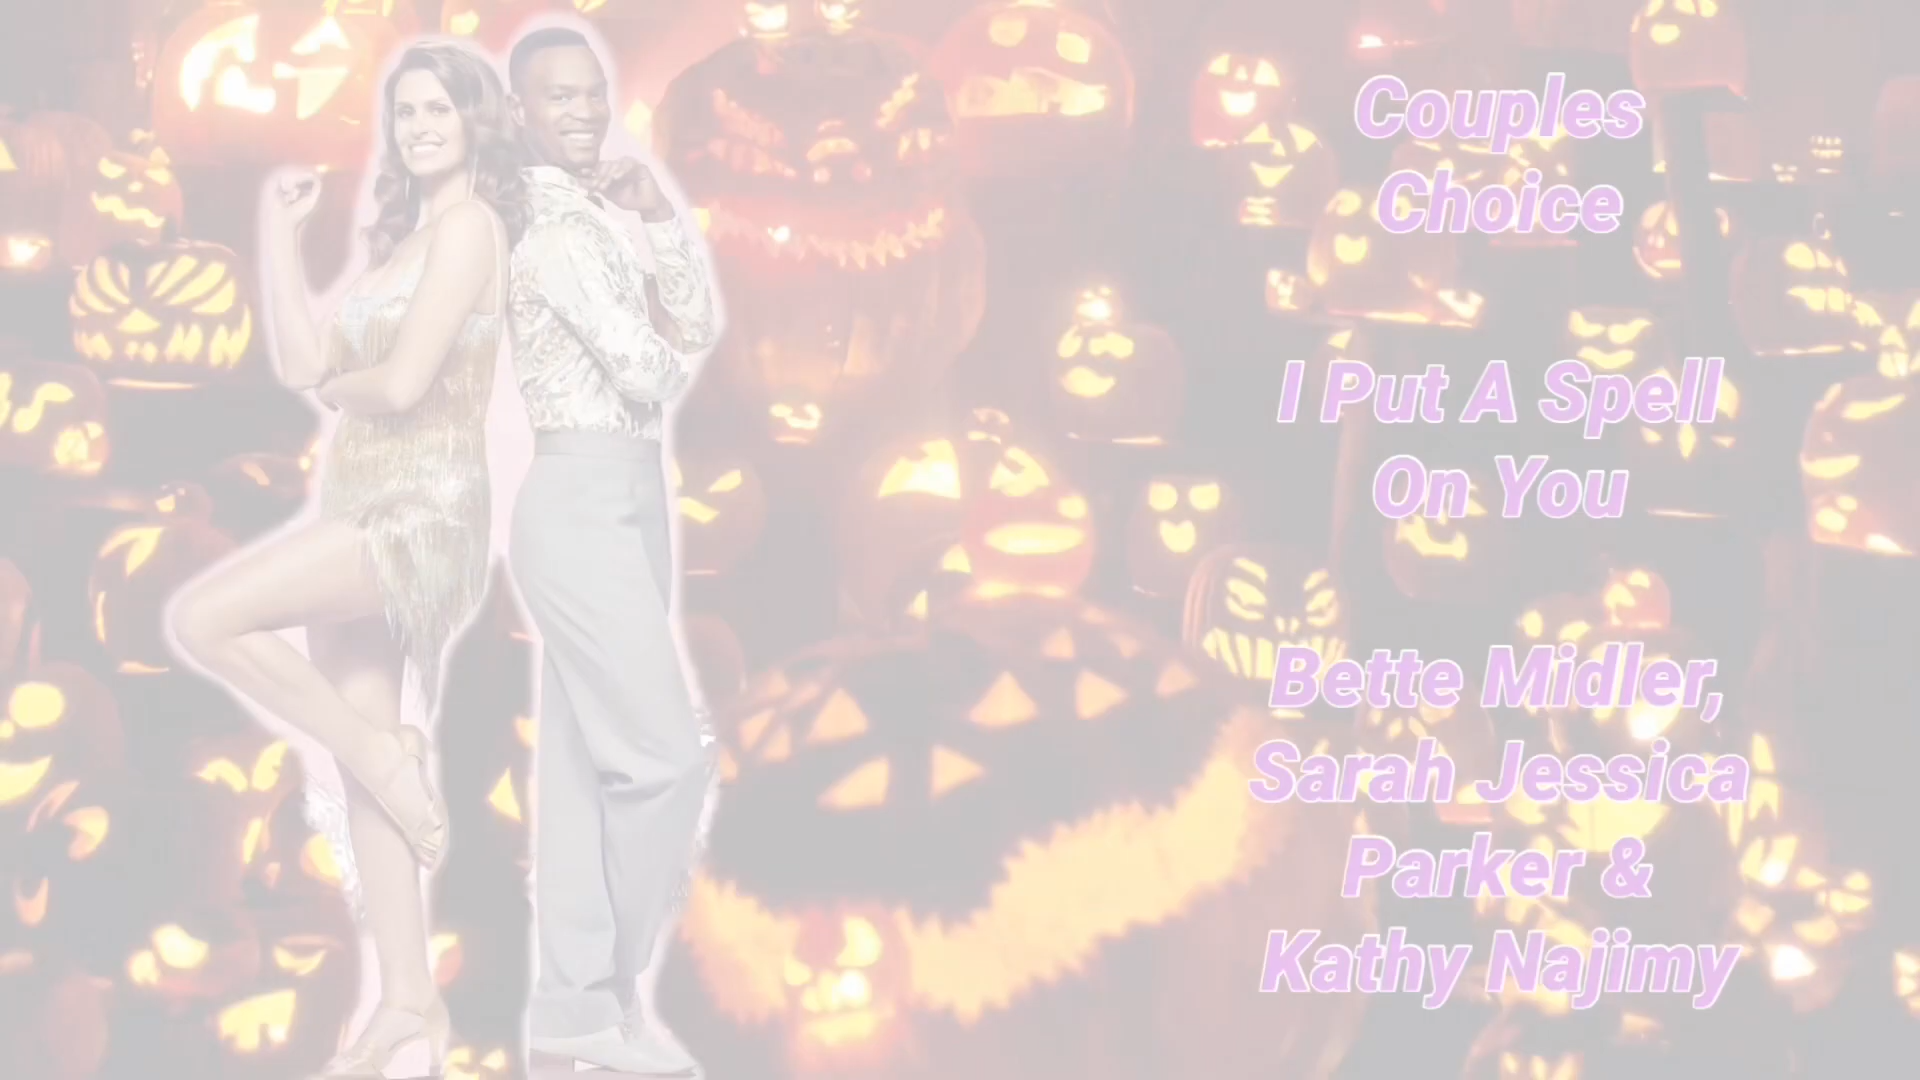 Couples
Choice
I Put A Spell
On You
Bette Midler,
Sarah Jessica
Parker &
Kathy Najimy